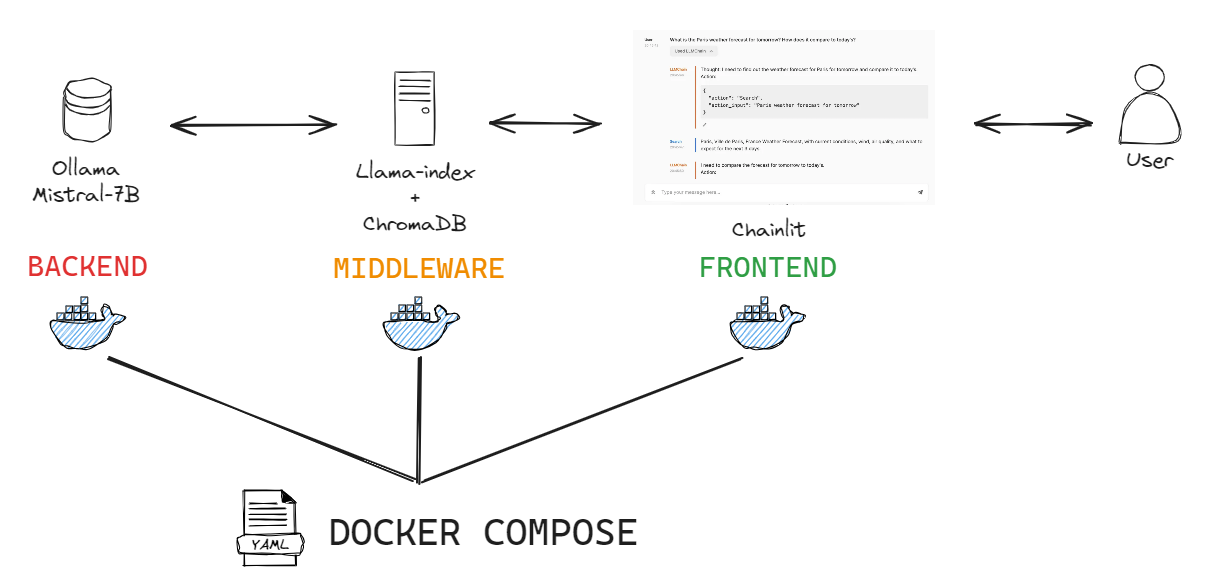 User
What is the Paris weather forecast for tomorrow? How does it compare to today's?
Used LLMChain
LLMChain
Thought: I need to find out the weather forecast for Paris for tomorrow and compare it to today's.
Action:
{
"action": "Search",
"action_input": "Paris weather forecast for tomorrow"
}
Search
Paris, Ville de Paris, France Weather Forecast, with current conditions, wind, air quality, and what to
expect for the next 3 days.
LLMChain
I need to compare the forecast for tomorrow to today's.
Action:
Type your message here...
Ollama
Mistral-7B
Llama-index
+
ChromaDB
Chainlit
User
BACKEND
MIDDLEWARE
FRONTEND
YAML
DOCKER COMPOSE